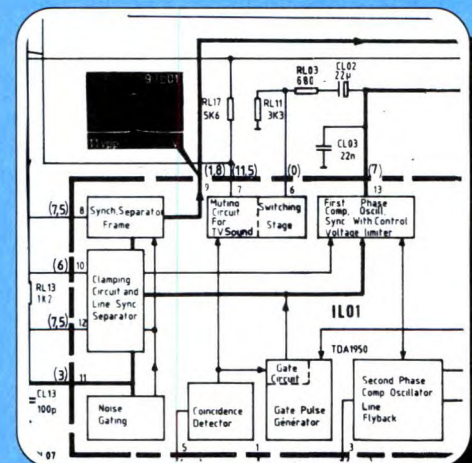 9/IL01
RL03
680
CL02
22µ
RL17
5K6
RL11
3K3
CL03
22n
(1,8) (11,5) (0) (7)
9 7 6 13
(7,5) 8
Synch. Separator
Frame
Muting
Circuit
For
TV Sound
Switching
Stage
First Phase
Comp, Oscill.
Sync With Control
Voltage limiter
(6) 10
Clamping
Circuit and
Line Sync
Separator
RL13
1K2
(7,5) 12
IL01
TDA1950
(3) 11
CL13
100p
Noise
Gating
Coincidence
Detector
Gate
Circuit
Gate Pulse
Générator
Second Phase
Comp Oscillator
Line
Flyback
5 1 3